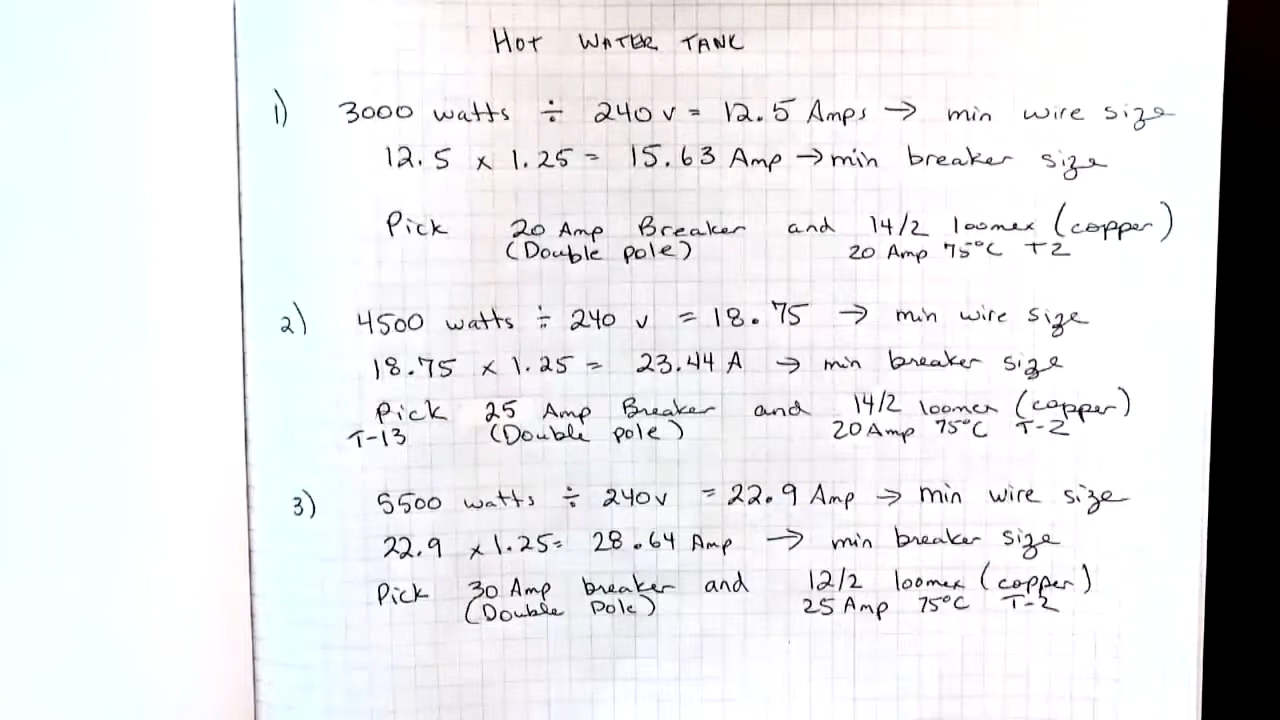 HOT WATER TANK
1) 3000 watts ÷ 240 v = 12.5 Amps → min wire size
12.5 x 1.25 = 15.63 Amp → min breaker size
Pick 20 Amp Breaker and 14/2 loomex (copper)
(Double pole) 20 Amp 75°C T2
2) 4500 watts ÷ 240 v = 18.75 → min wire size
18.75 x 1.25 = 23.44 A → min breaker size
Pick 25 Amp Breaker and 14/2 loomex (copper)
T-13 (Double pole) 20 Amp 75°C T-2
3) 5500 watts ÷ 240v = 22.9 Amp → min wire size
22.9 x 1.25 = 28.64 Amp → min breaker size
Pick 30 Amp breaker and 12/2 loomex (copper)
(Double Pole) 25 Amp 75°C T-2